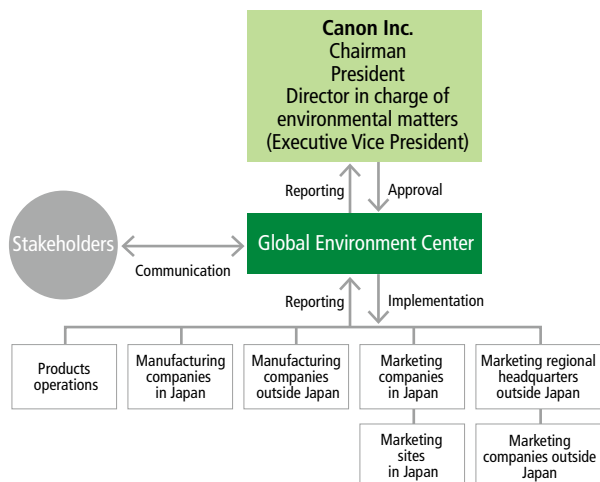 Canon Inc.
Chairman
President
Director in charge of
environmental matters
(Executive Vice President)
Reporting
Approval
Stakeholders
Global Environment Center
Communication
Reporting
Implementation
Products
operations
Manufacturing
companies
in Japan
Manufacturing
companies
outside Japan
Marketing
companies
in Japan
Marketing regional
headquarters
outside Japan
Marketing
sites
in Japan
Marketing
companies outside
Japan